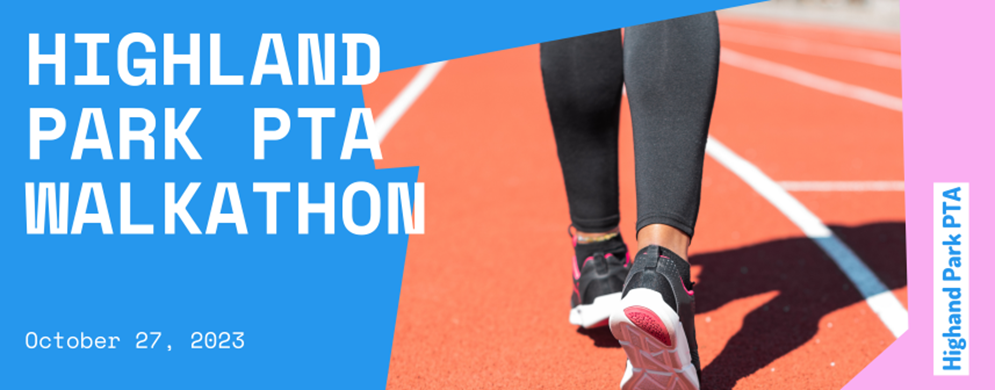 HIGHLAND
PARK PTA
WALKATHON
October 27, 2023
Highand Park PTA